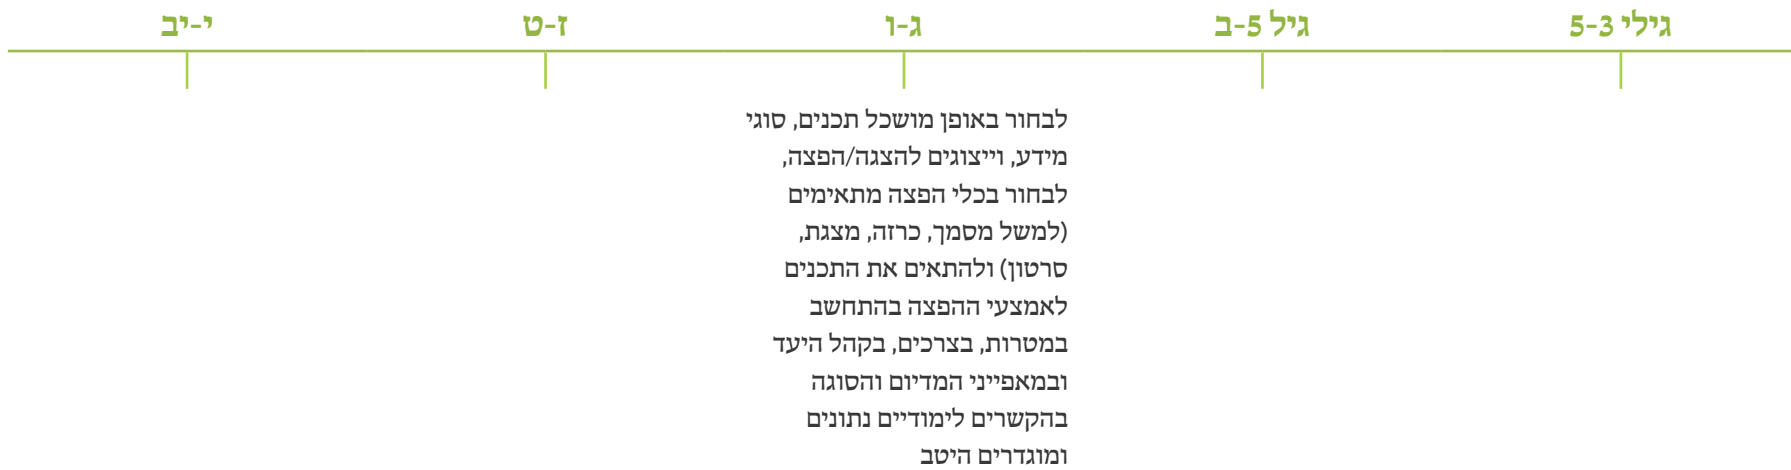 גילי 5-3
גיל 5-ב
ג-ו
ז-ט
י-יב
לבחור באופן מושכל תכנים, סוגי
מידע, וייצוגים להצגה/הפצה,
לבחור בכלי הפצה מתאימים
(למשל מסמך, כרזה, מצגת,
סרטון) ולהתאים את התכנים
לאמצעי ההפצה בהתחשב
במטרות, בצרכים, בקהל היעד
ובמאפייני המדיום והסוגה
בהקשרים לימודיים נתונים
ומוגדרים היטב